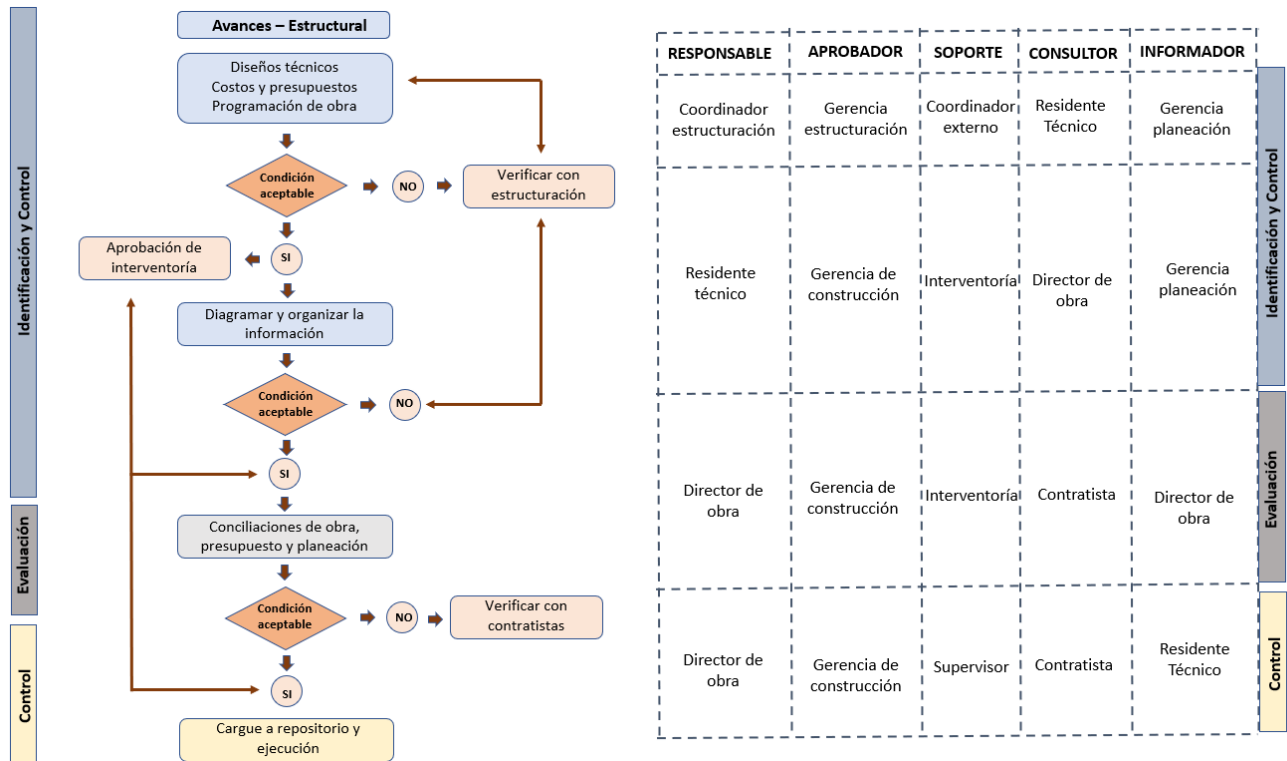 Avances – Estructural
Diseños técnicos
Costos y presupuestos
Programación de obra
Condición
aceptable
NO
Verificar con
estructuración
SI
Aprobación de
interventoría
Diagramar y organizar la
información
Condición
aceptable
NO
SI
Conciliaciones de obra,
presupuesto y planeación
Condición
aceptable
NO
Verificar con
contratistas
SI
Cargue a repositorio y
ejecución
Identificación y Control
Evaluación
Control
RESPONSABLE
APROBADOR
SOPORTE
CONSULTOR
INFORMADOR
Coordinador
estructuración
Gerencia
estructuración
Coordinador
externo
Residente
Técnico
Gerencia
planeación
Residente
técnico
Gerencia de
construcción
Interventoría
Director de
obra
Gerencia
planeación
Director de
obra
Gerencia de
construcción
Interventoría
Contratista
Director de
obra
Director de
obra
Gerencia de
construcción
Supervisor
Contratista
Residente
Técnico
Identificación y Control
Evaluación
Control